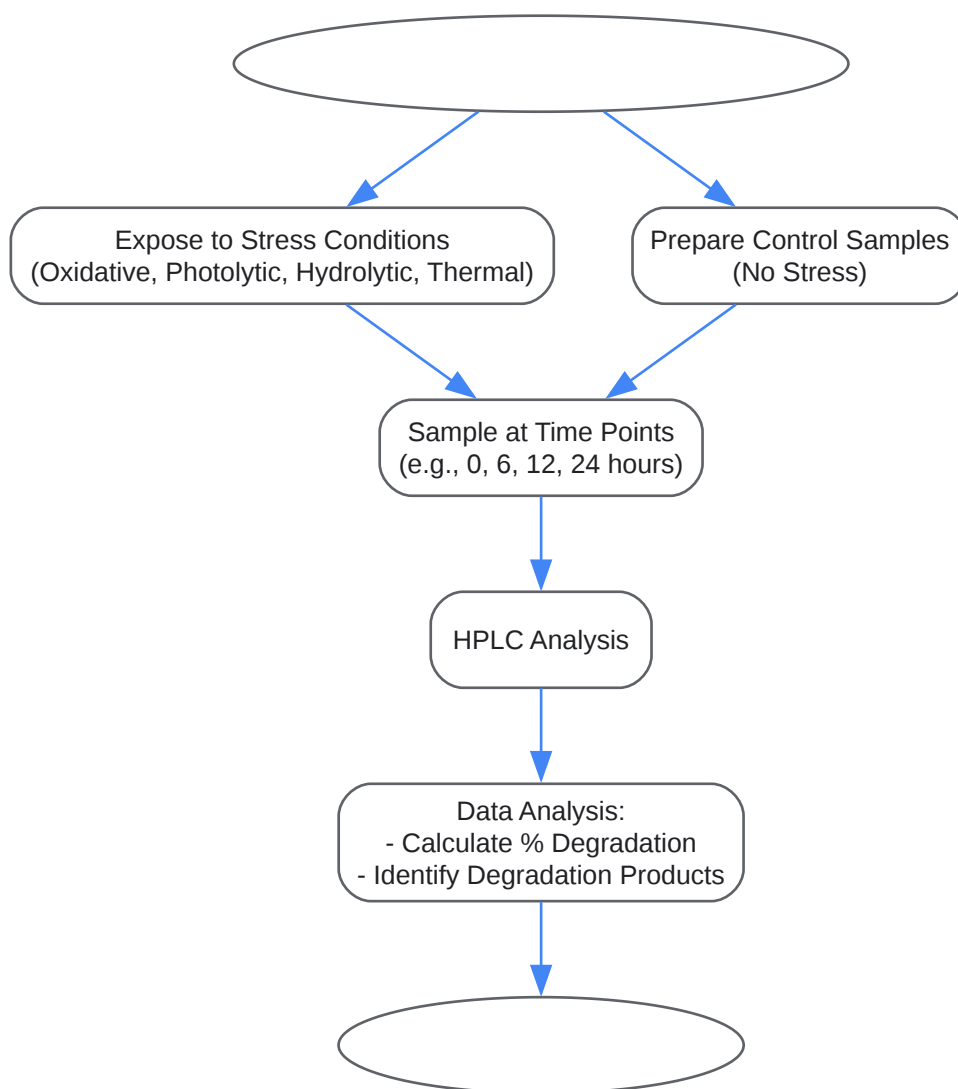 Expose to Stress Conditions
(Oxidative, Photolytic, Hydrolytic, Thermal)
Prepare Control Samples
(No Stress)
Sample at Time Points
(e.g., 0, 6, 12, 24 hours)
HPLC Analysis
Data Analysis:
- Calculate % Degradation
- Identify Degradation Products